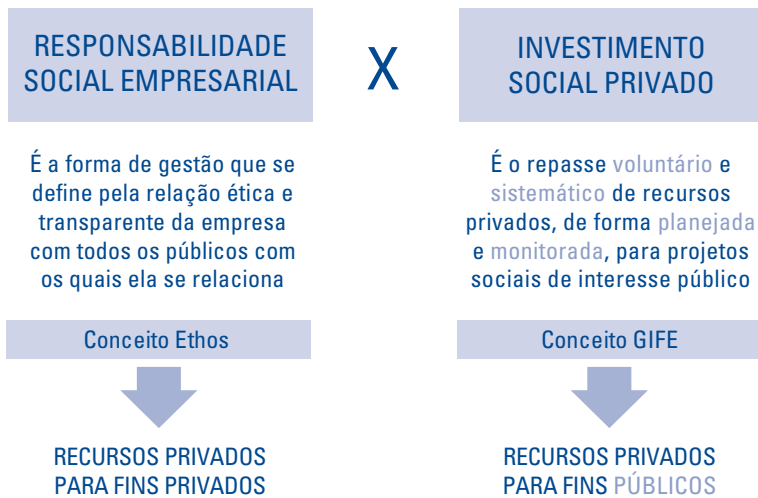 RESPONSABILIDADE
SOCIAL EMPRESARIAL
X
INVESTIMENTO
SOCIAL PRIVADO
É a forma de gestão que se
define pela relação ética e
transparente da empresa
com todos os públicos com
os quais ela se relaciona
É o repasse voluntário e
sistemático de recursos
privados, de forma planejada
e monitorada, para projetos
sociais de interesse público
Conceito Ethos
Conceito GIFE
RECURSOS PRIVADOS
PARA FINS PRIVADOS
RECURSOS PRIVADOS
PARA FINS PÚBLICOS